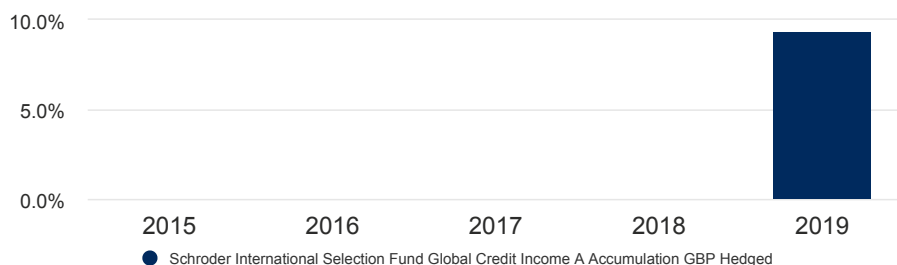 10.0%
5.0%
0.0%
2015 2016 2017 2018 2019
Schroder International Selection Fund Global Credit Income A Accumulation GBP Hedged